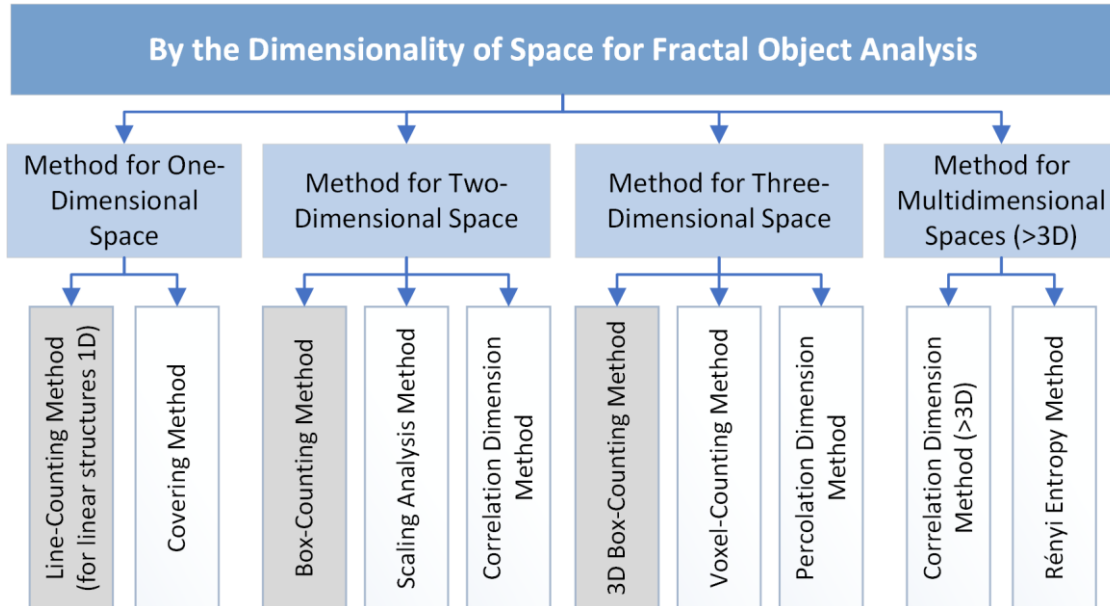 By the Dimensionality of Space for Fractal Object Analysis
Method for One-
Dimensional
Space
Method for Two-
Dimensional Space
Method for Three-
Dimensional Space
Method for
Multidimensional
Spaces (>3D)
Line-Counting Method
(for linear structures 1D)
Covering Method
Box-Counting Method
Scaling Analysis Method
Correlation Dimension
Method
3D Box-Counting Method
Voxel-Counting Method
Percolation Dimension
Method
Correlation Dimension
Method (>3D)
Rényi Entropy Method